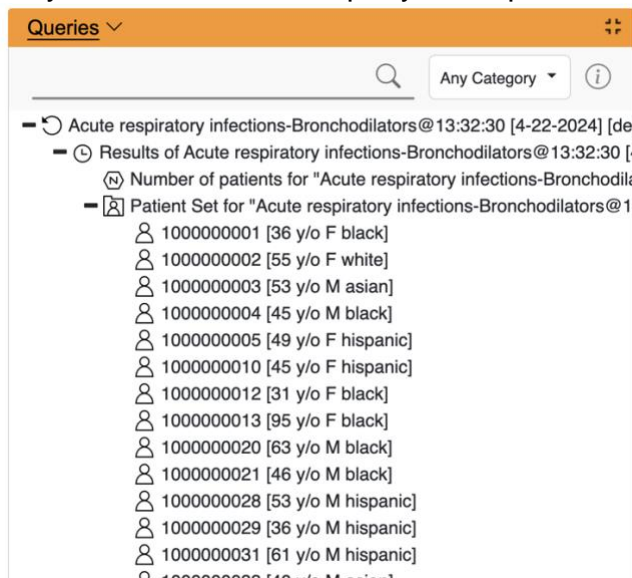 Queries
Any Category
Acute respiratory infections-Bronchodilators@13:32:30 [4-22-2024] [de
Results of Acute respiratory infections-Bronchodilators@13:32:30 [
Number of patients for "Acute respiratory infections-Bronchodila
Patient Set for "Acute respiratory infections-Bronchodilators@1
1000000001 [36 y/o F black]
1000000002 [55 y/o F white]
1000000003 [53 y/o M asian]
1000000004 [45 y/o M black]
1000000005 [49 y/o F hispanic]
1000000010 [45 y/o F hispanic]
1000000012 [31 y/o F black]
1000000013 [95 y/o F black]
1000000020 [63 y/o M black]
1000000021 [46 y/o M black]
1000000028 [53 y/o M hispanic]
1000000029 [36 y/o M hispanic]
1000000031 [61 y/o M hispanic]